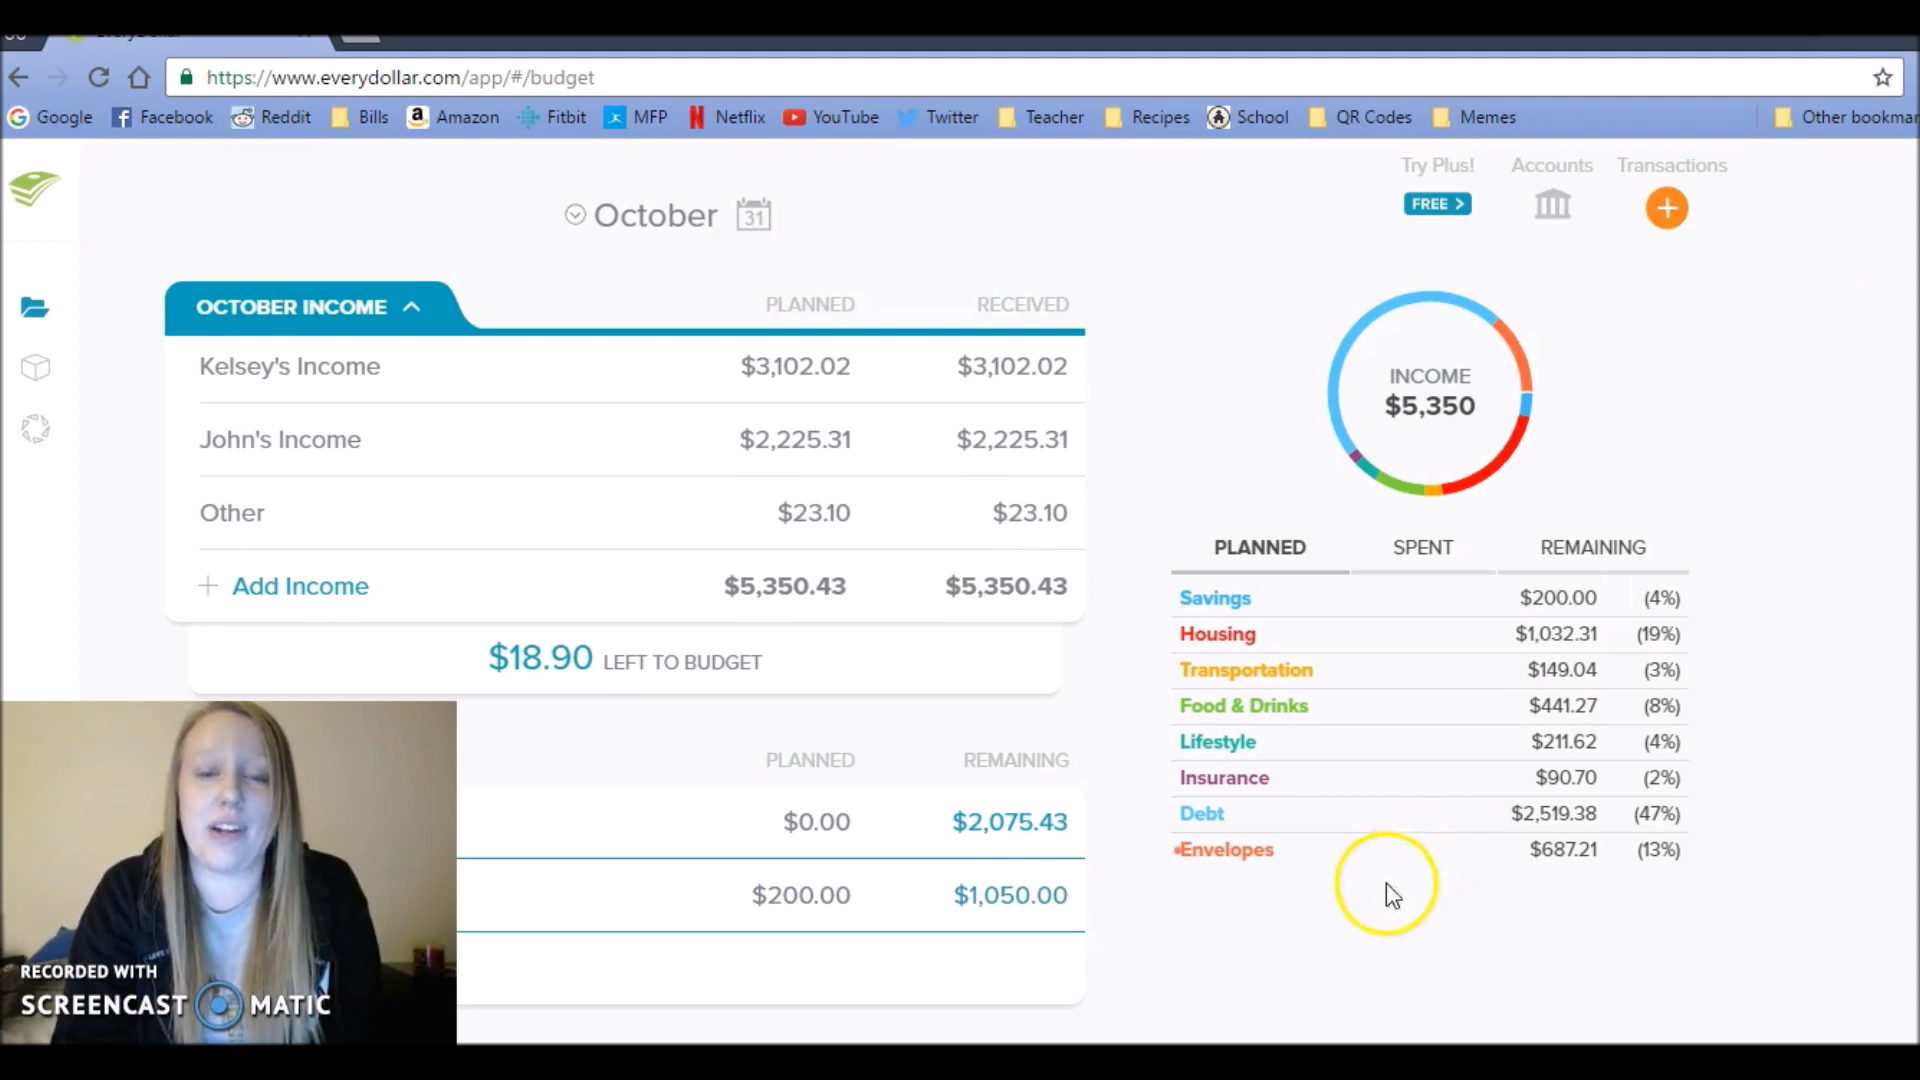 https://www.everydollar.com/app/#/budget
Google Facebook Reddit Bills Amazon Fitbit MFP Netflix YouTube Twitter Teacher Recipes School QR Codes Memes Other bookmar
Try Plus! Accounts Transactions
FREE >
October 31
OCTOBER INCOME PLANNED RECEIVED
Kelsey's Income $3,102.02 $3,102.02
John's Income $2,225.31 $2,225.31
Other $23.10 $23.10
+ Add Income $5,350.43 $5,350.43
$18.90 LEFT TO BUDGET
PLANNED REMAINING
$0.00 $2,075.43
$200.00 $1,050.00
INCOME
$5,350
PLANNED SPENT REMAINING
Savings $200.00 (4%)
Housing $1,032.31 (19%)
Transportation $149.04 (3%)
Food & Drinks $441.27 (8%)
Lifestyle $211.62 (4%)
Insurance $90.70 (2%)
Debt $2,519.38 (47%)
Envelopes $687.21 (13%)
RECORDED WITH
SCREENCAST MATIC